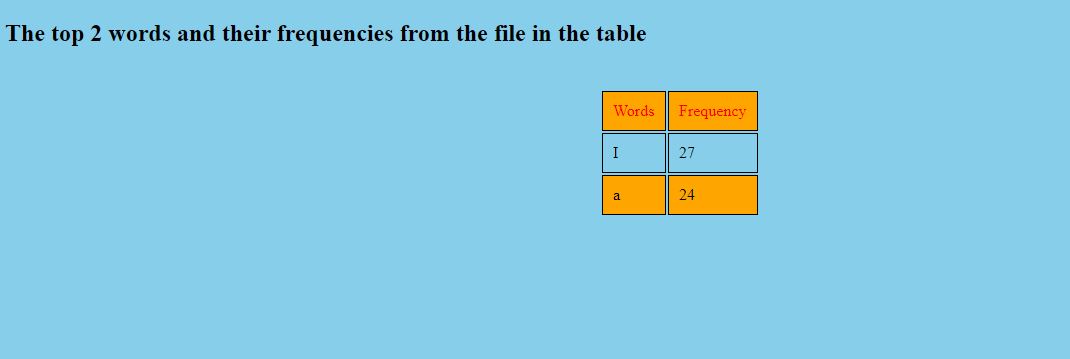 The top 2 words and their frequencies from the file in the table
Words Frequency
I 27
a 24